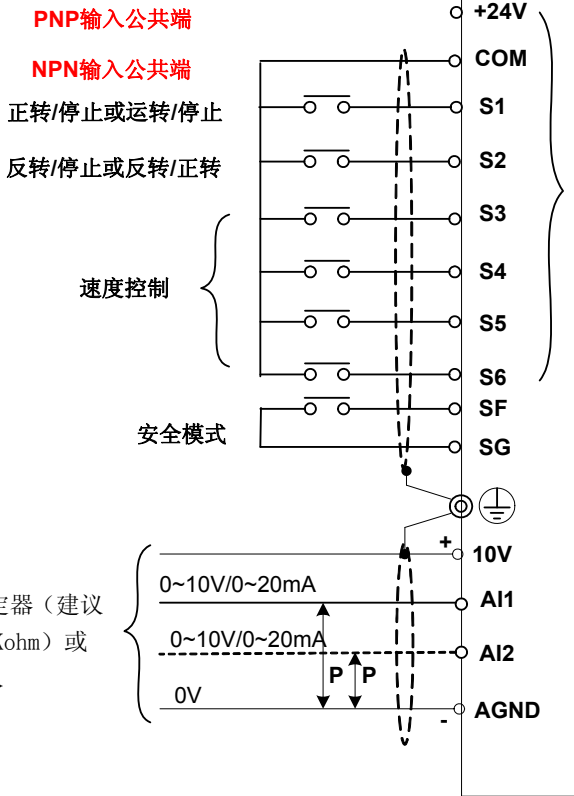 PNP输入公共端
+24V
NPN输入公共端
COM
正转/停止或运转/停止
S1
反转/停止或反转/正转
S2
S3
速度控制
S4
S5
S6
安全模式
SF
SG
+
10V
0~10V/0~20mA
AI1
定器（建议
Kohm）或
0~10V/0~20mA
AI2
P
P
0V
AGND
-